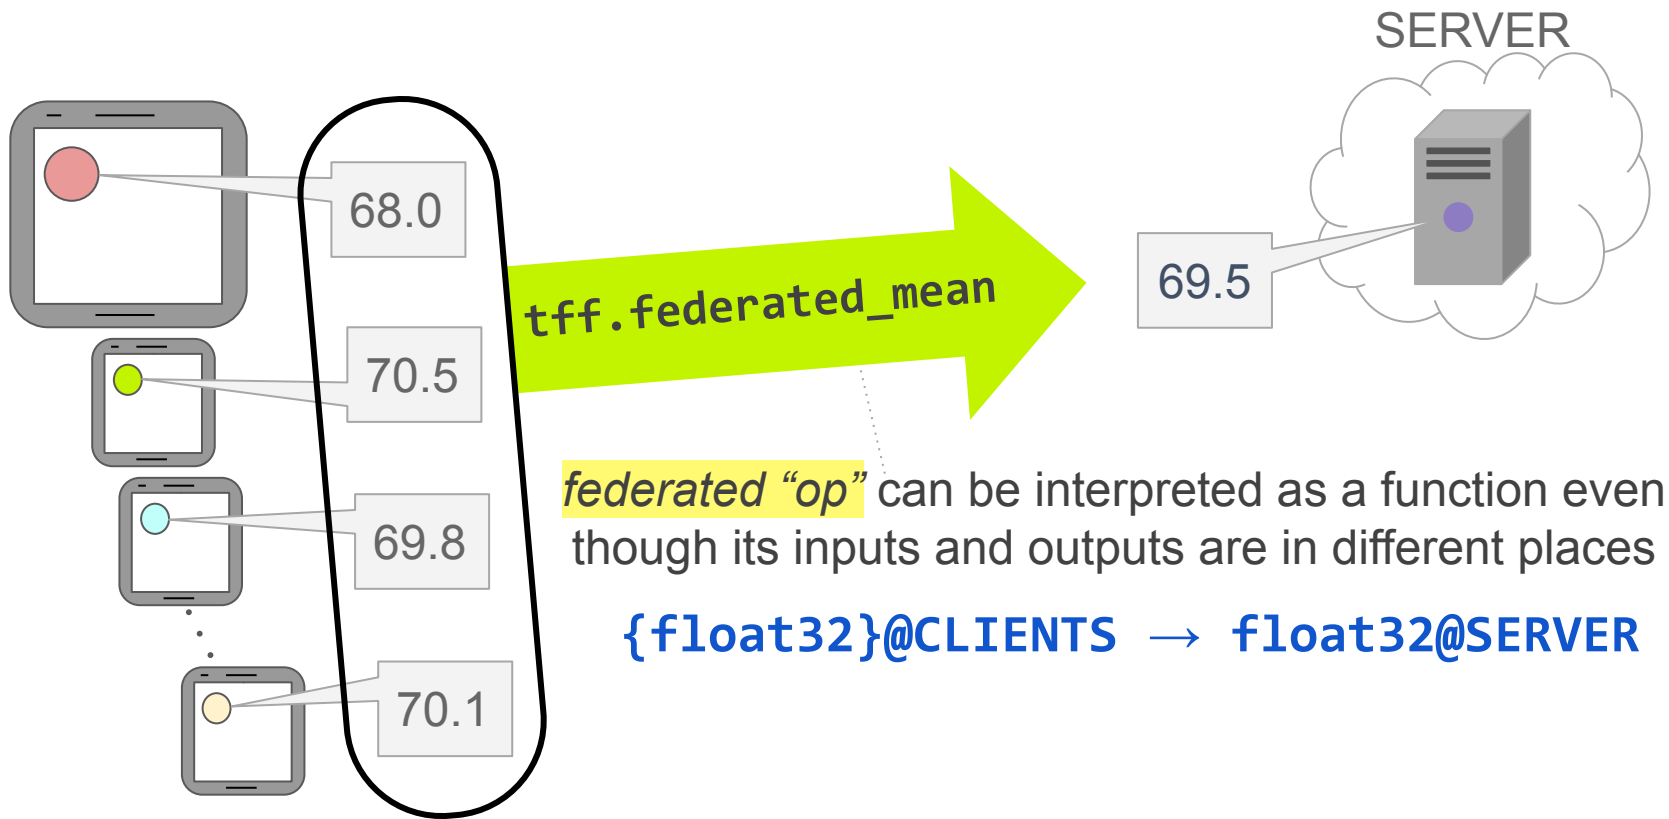 SERVER
68.0
70.5
69.8
70.1
tff.federated_mean
69.5
federated “op” can be interpreted as a function even
though its inputs and outputs are in different places
{float32}@CLIENTS → float32@SERVER